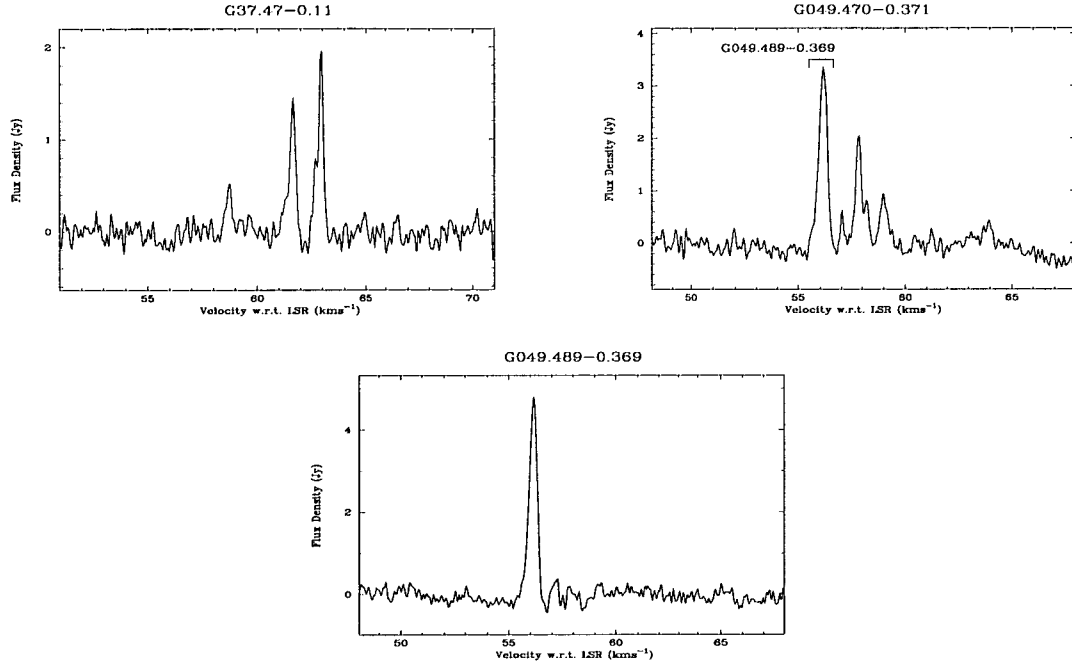 G37.47−0.11
2
1
0
Flux Density (Jy)
55 60 65 70
Velocity w.r.t. LSR (kms⁻¹)
G049.470−0.371
G049.489−0.369
4
3
2
1
0
Flux Density (Jy)
50 55 60 65
Velocity w.r.t. LSR (kms⁻¹)
G049.489−0.369
4
2
0
Flux Density (Jy)
50 55 60 65
Velocity w.r.t. LSR (kms⁻¹)